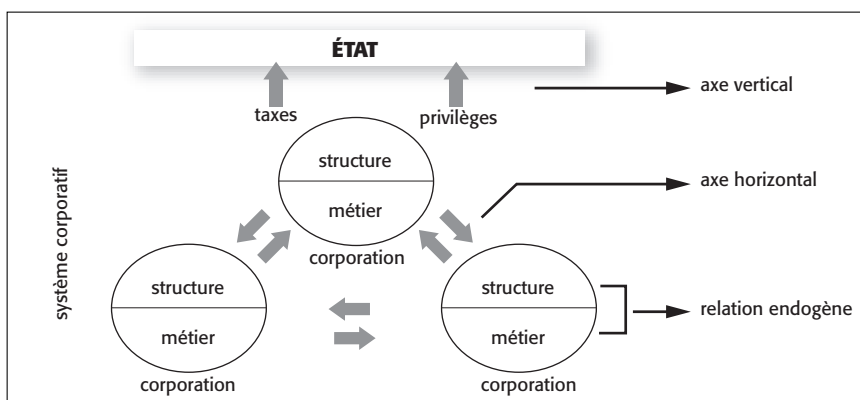 ÉTAT
taxes
privilèges
axe vertical
structure
métier
corporation
axe horizontal
système corporatif
structure
métier
corporation
structure
métier
corporation
relation endogène